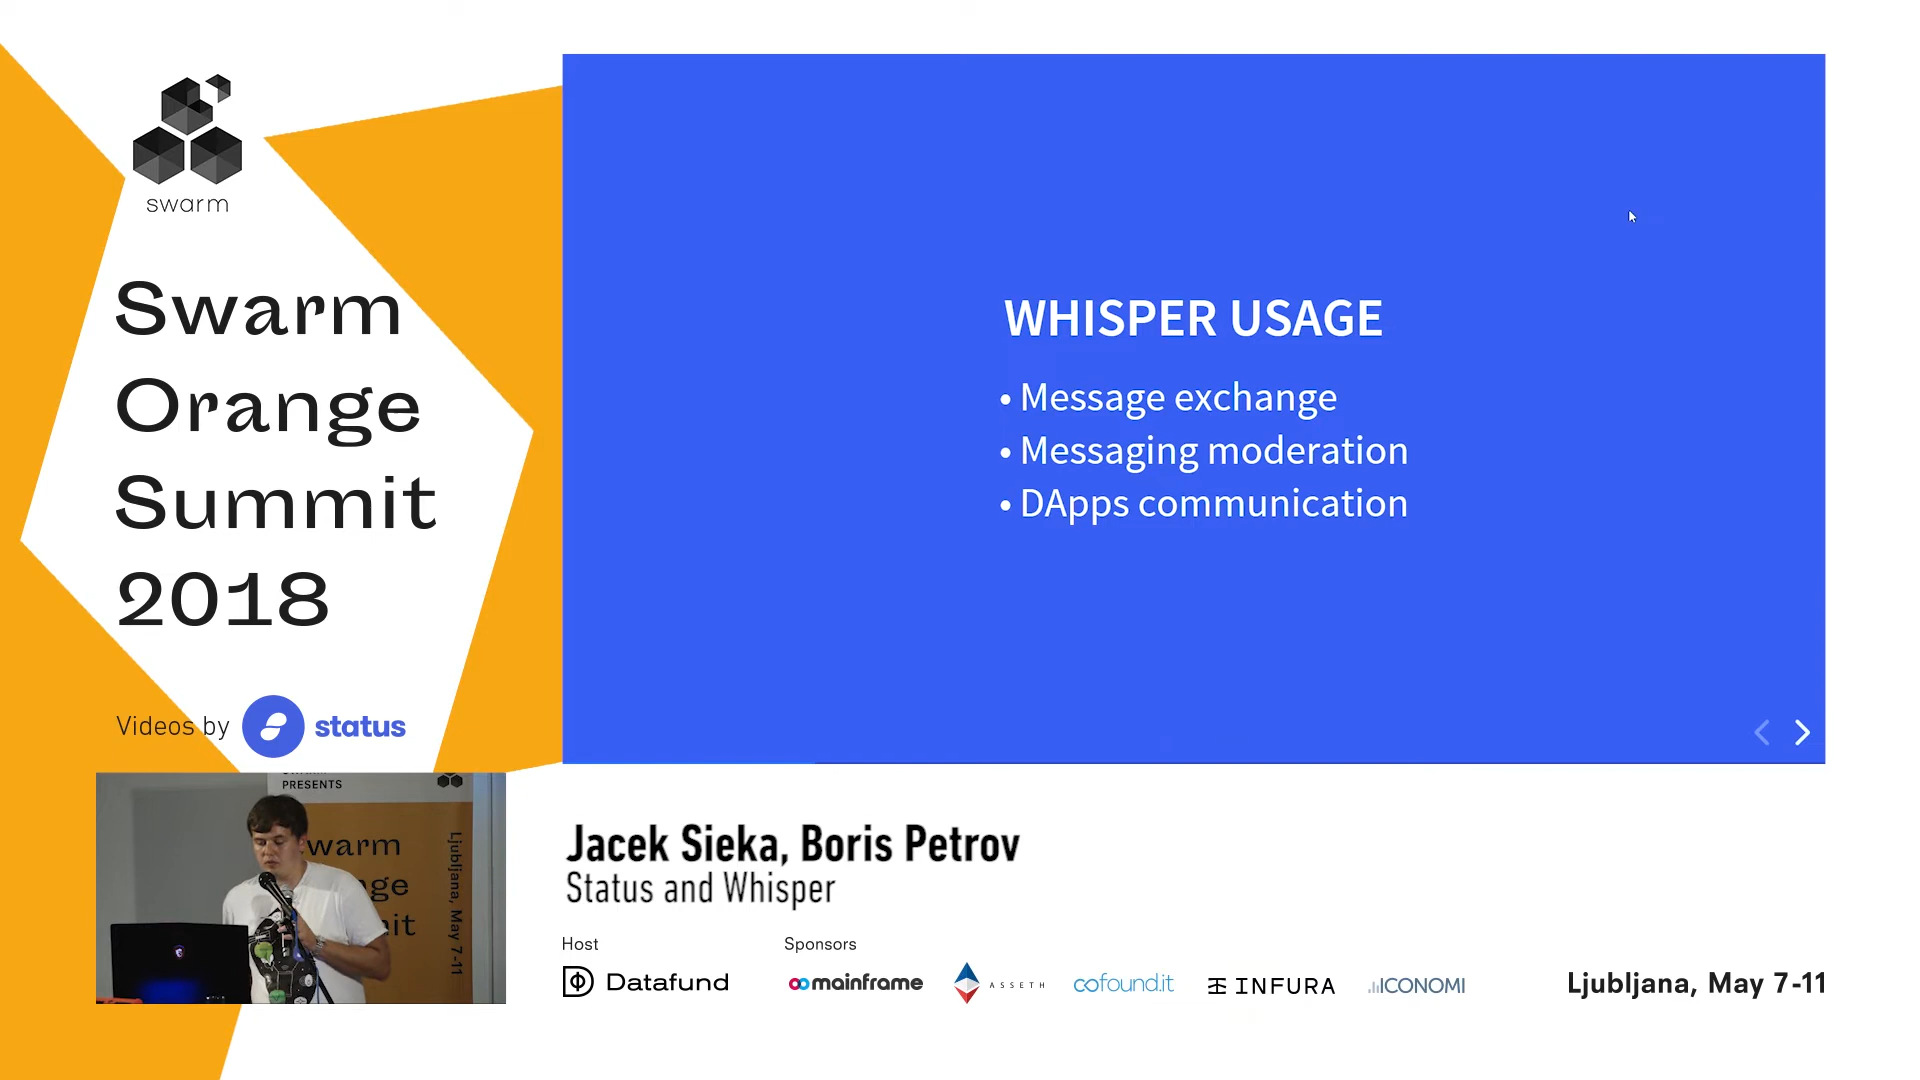 swarm
Swarm
Orange
Summit
2018
Videos by status
WHISPER USAGE
• Message exchange
• Messaging moderation
• DApps communication
PRESENTS
warm
nge
it
Ljubljana, May 7-11
Jacek Sieka, Boris Petrov
Status and Whisper
Host
Datafund
Sponsors
mainframe
ASSETH
cofound.it
INFURA
ICONOMI
Ljubljana, May 7-11